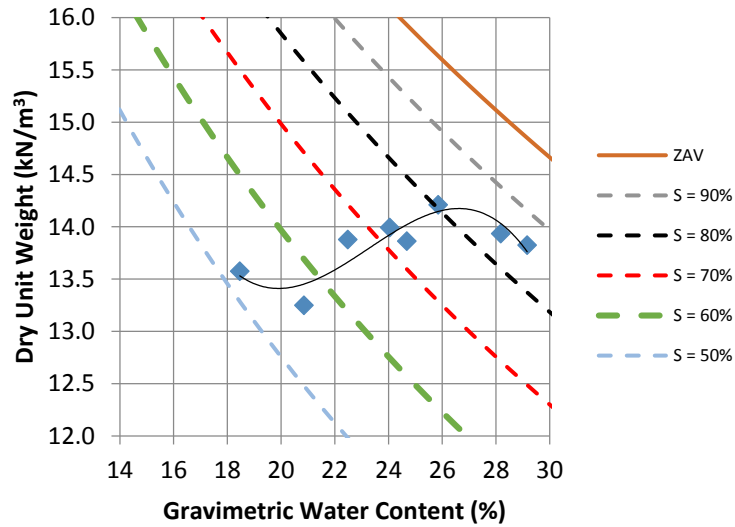 Dry Unit Weight (kN/m³)
16.0
15.5
15.0
14.5
14.0
13.5
13.0
12.5
12.0
14 16 18 20 22 24 26 28 30
Gravimetric Water Content (%)
ZAV
S = 90%
S = 80%
S = 70%
S = 60%
S = 50%